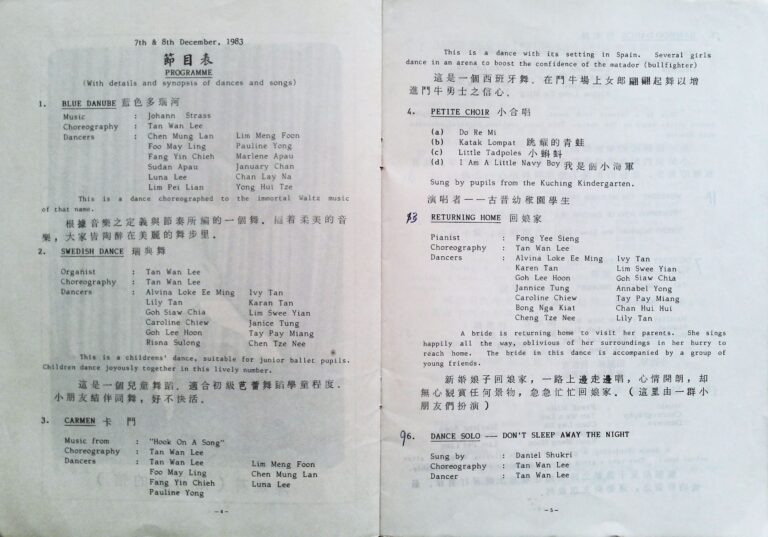 7th & 8th December, 1983
節目表
PROGRAMME
(With details and synopsis of dances and songs)
1. BLUE DANUBE 藍色多瑙河
Music : Johann Strass
Choreography : Tan Wan Lee
Dancers : Chen Mung Lan Lim Meng Foon
Foo May Ling Pauline Yong
Fang Yin Chieh Marlene Apau
Sudan Apau January Chan
Luna Lee Chan Lay Na
Lim Pei Lian Yong Hui Tze
This is a dance choreographed to the immortal Waltz music
of that name.
根據音樂之定義與節奏所編的一個舞．隨着柔美的音
樂，大家皆陶醉在美麗的舞步里．
2. SWEDISH DANCE 瑞典舞
Organist : Tan Wan Lee
Choreography : Tan Wan Lee
Dancers : Alvina Loke Ee Ming Ivy Tan
Lily Tan Karan Tan
Goh Siaw Chia Lim Swee Yian
Caroline Chiew Janice Tung
Goh Lee Hoon Tay Pay Miang
Risna Sulong Chen Tze Nee
This is a childrens' dance, suitable for junior ballet pupils.
Children dance together joyously in this lively number.
這是一個兒童舞蹈．適合初級芭蕾舞蹈學童程度．
小朋友結伴同舞，好不快活．
3. CARMEN 卡 門
Music from : "Hook On A Song"
Choreography : Tan Wan Lee
Dancers : Tan Wan Lee Lim Meng Foon
Foo May Ling Chen Mung Lan
Fang Yin Chieh Luna Lee
Pauline Yong
-4-
This is a dance with its setting in Spain. Several girls
dance in an arena to boost the confidence of the matador (bullfighter)
這是一個西班牙舞．在鬥牛場上女郎翩翩起舞以增
進鬥牛勇士之信心．
4. PETITE CHOIR 小合唱
(a) Do Re Mi
(b) Katak Lompat 跳躍的青蛙
(c) Little Tadpoles 小蝌蚪
(d) I Am A Little Navy Boy 我是個小海軍
Sung by pupils from the Kuching Kindergarten.
演唱者——古晋幼稚園學生
RETURNING HOME 回娘家
Pianist : Fong Yee Sieng
Choreography : Tan Wan Lee
Dancers : Alvina Loke Ee Ming Ivy Tan
Karen Tan Lim Swee Yian
Goh Lee Hoon Goh Siaw Chia
Jannice Tung Annabel Yong
Caroline Chiew Tay Pay Miang
Bong Nga Kiat Chan Hui Hui
Cheng Tze Nee Lily Tan
A bride is returning home to visit her parents. She sings
happily all the way, oblivious of her surroundings in her hurry to
reach home. The bride in this dance is accompanied by a group of
young friends.
新婚娘子回娘家，一路上邊走邊唱，心情開朗，却
無心観賞任何景物，急急忙忙回娘家．（這里由一群小
朋友們扮演）
6. DANCE SOLO — DON'T SLEEP AWAY THE NIGHT
Sung by : Daniel Shukri
Choreography : Tan Wan Lee
Dancer : Tan Wan Lee
-5-